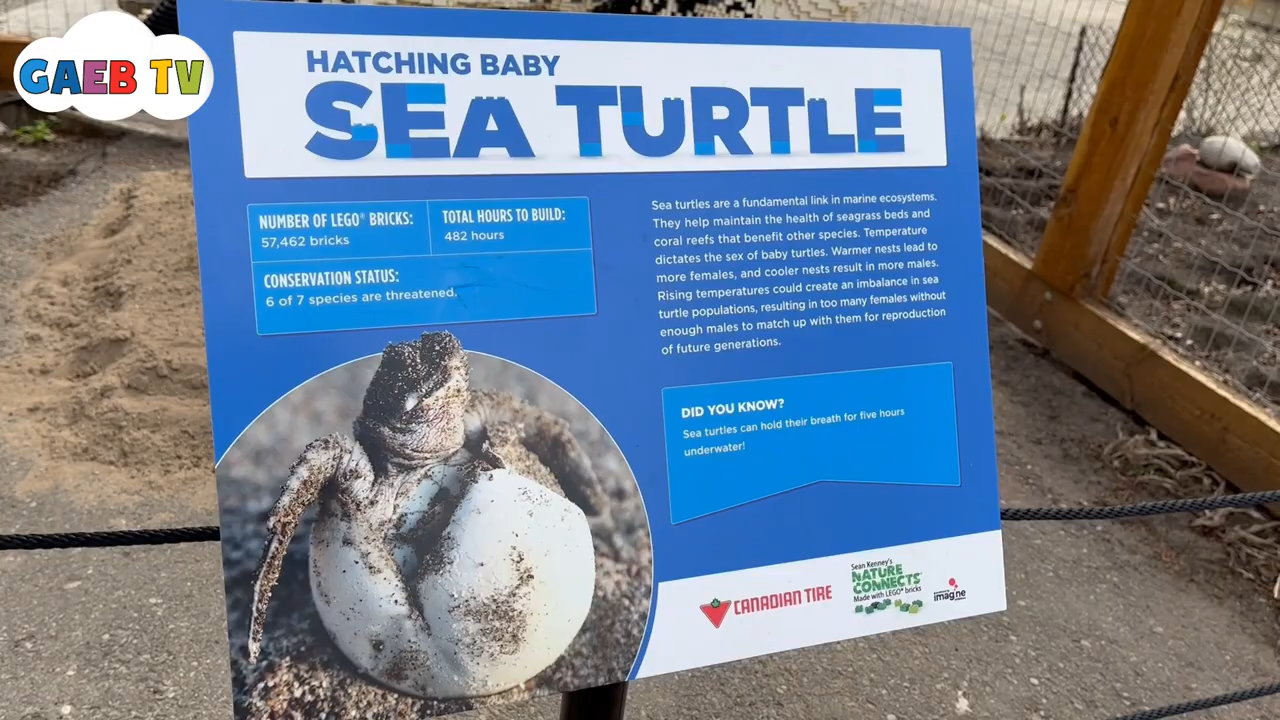 GAEB TV
HATCHING BABY
SEA TURTLE
NUMBER OF LEGO® BRICKS:
57,462 bricks
TOTAL HOURS TO BUILD:
482 hours
CONSERVATION STATUS:
6 of 7 species are threatened.
Sea turtles are a fundamental link in marine ecosystems.
They help maintain the health of seagrass beds and
coral reefs that benefit other species. Temperature
dictates the sex of baby turtles. Warmer nests lead to
more females, and cooler nests result in more males.
Rising temperatures could create an imbalance in sea
turtle populations, resulting in too many females without
enough males to match up with them for reproduction
of future generations.
DID YOU KNOW?
Sea turtles can hold their breath for five hours
underwater!
CANADIAN TIRE
Sean Kenney's
NATURE
CONNECTS
Made with LEGO® bricks
imagine